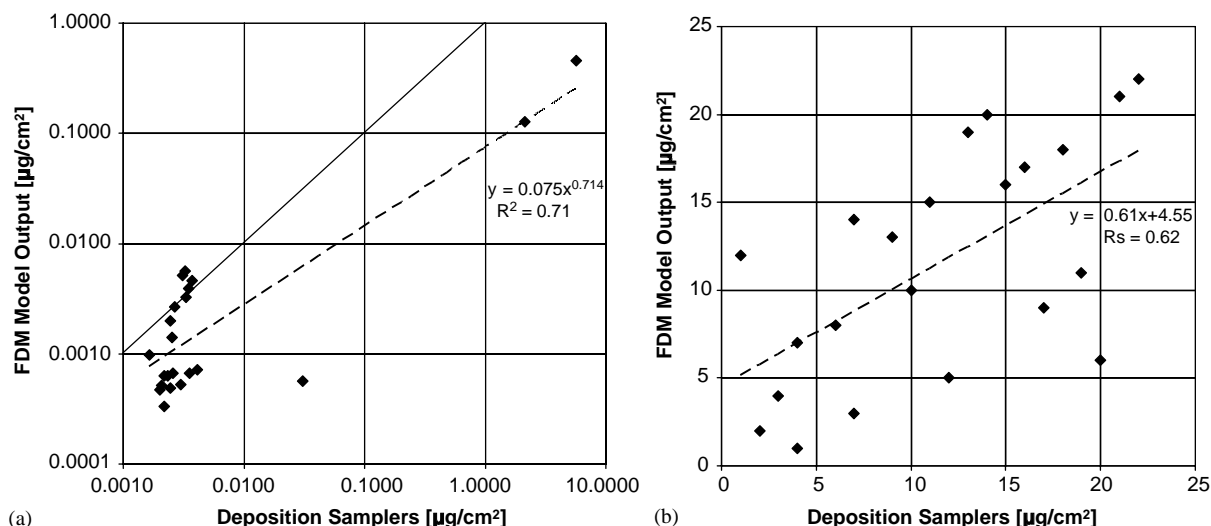 1.0000
0.1000
0.0100
0.0010
0.0001
FDM Model Output [µg/cm²]
y = 0.075x^0.714
R² = 0.71
0.0010 0.0100 0.1000 1.0000 10.0000
Deposition Samplers [µg/cm²]
(a)
25
20
15
10
5
0
FDM Model Output [µg/cm²]
y = 0.61x+4.55
Rs = 0.62
0 5 10 15 20 25
Deposition Samplers [µg/cm²]
(b)